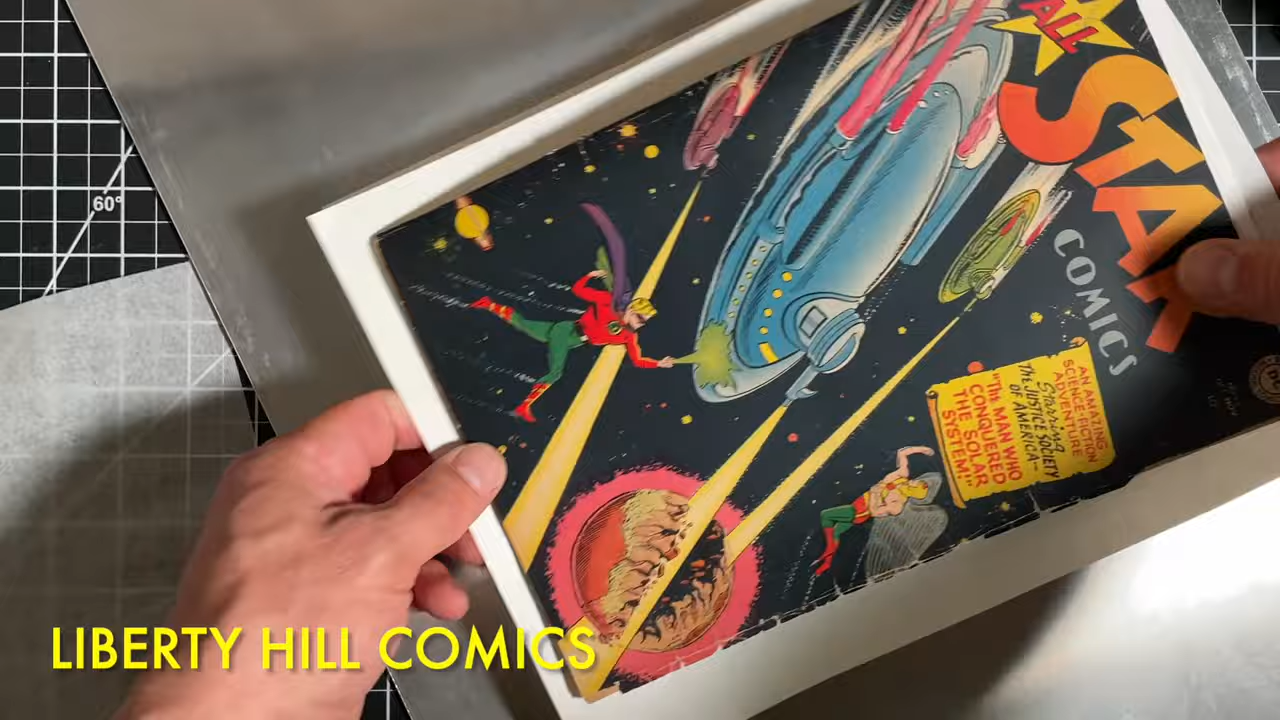 ALL
STA
COMICS
AN AMAZING
SCIENCE-FICTION
ADVENTURE
Starring
THE JUSTICE SOCIETY
OF AMERICA—
"THE MAN WHO
CONQUERED
THE SOLAR
SYSTEM!"
60°
LIBERTY HILL COMICS